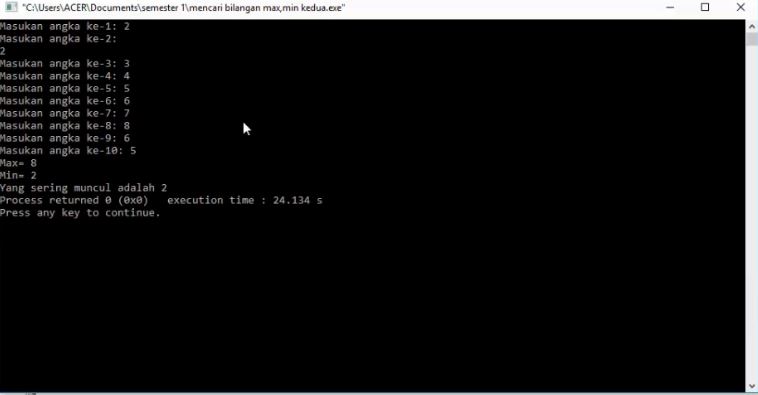 "C:\Users\ACER\Documents\semester 1\mencari bilangan max,min kedua.exe"
Masukan angka ke-1: 2
Masukan angka ke-2:
2
Masukan angka ke-3: 3
Masukan angka ke-4: 4
Masukan angka ke-5: 5
Masukan angka ke-6: 6
Masukan angka ke-7: 7
Masukan angka ke-8: 8
Masukan angka ke-9: 6
Masukan angka ke-10: 5
Max= 8
Min= 2
Yang sering muncul adalah 2
Process returned 0 (0x0)   execution time : 24.134 s
Press any key to continue.